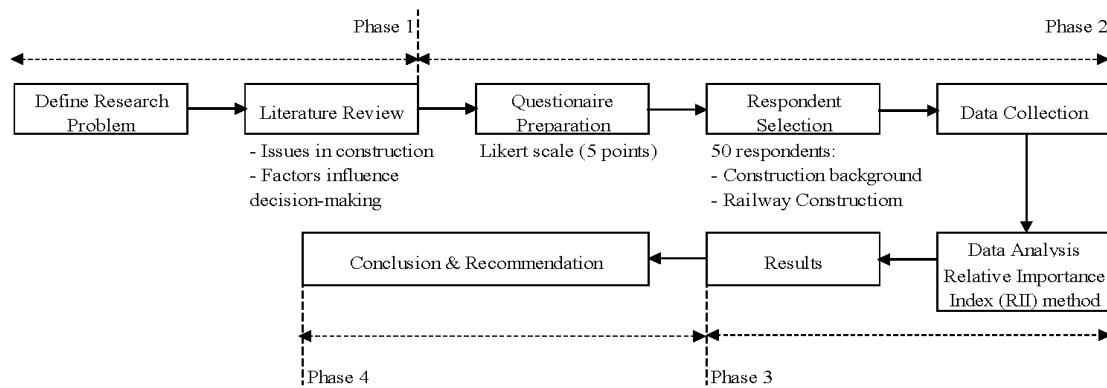 Phase 1
Phase 2
Define Research
Problem
Literature Review
Questionaire
Preparation
Respondent
Selection
Data Collection
- Issues in construction
- Factors influence
decision-making
Likert scale (5 points)
50 respondents:
- Construction background
- Railway Constructiom
Conclusion & Recommendation
Results
Data Analysis
Relative Importance
Index (RII) method
Phase 4
Phase 3